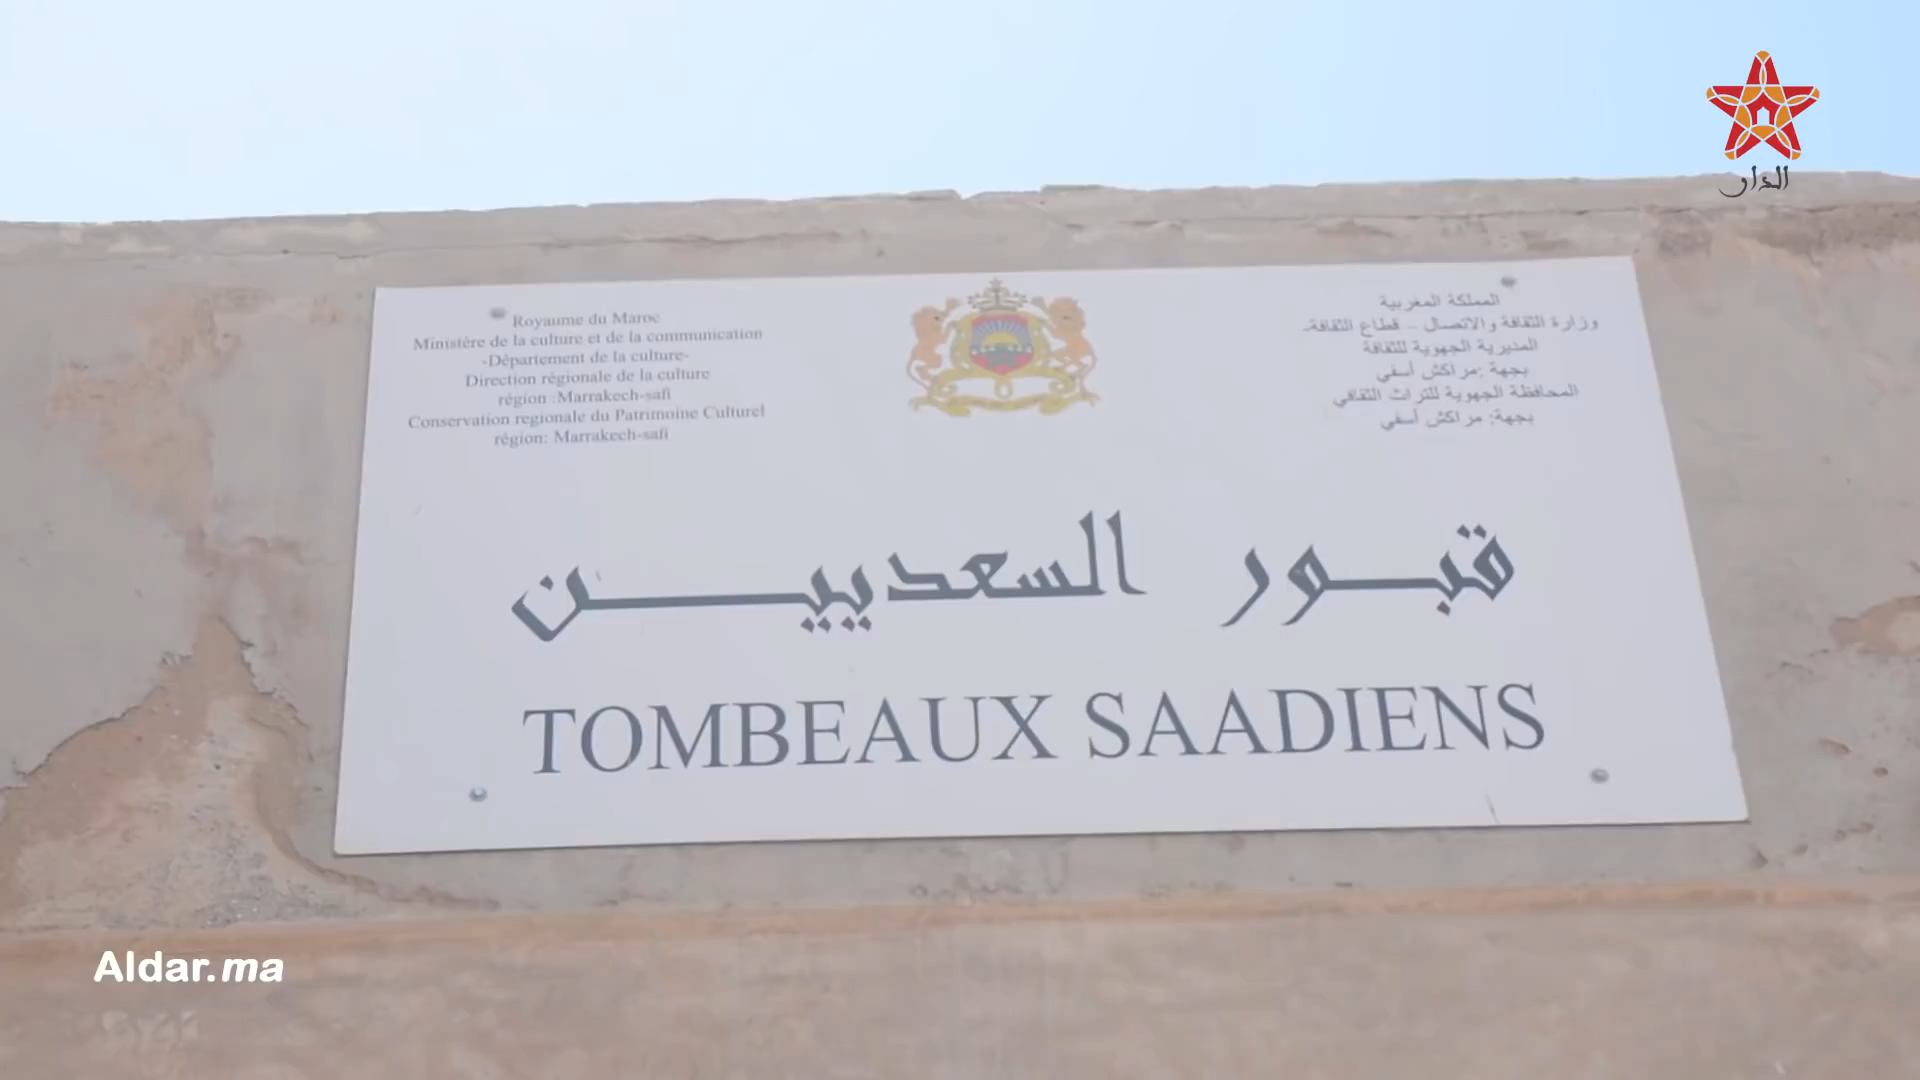 الدار
Royaume du Maroc
Ministère de la culture et de la communication
-Département de la culture-
Direction régionale de la culture
région :Marrakech-safi
Conservation regionale du Patrimoine Culturel
région: Marrakech-safi
المملكة المغربية
وزارة الثقافة والاتصال - قطاع الثقافة-
المديرية الجهوية للثقافة
بجهة :مراكش أسفي
المحافظة الجهوية للتراث الثقافي
بجهة: مراكش أسفي
قبور السعديين
TOMBEAUX SAADIENS
Aldar.ma